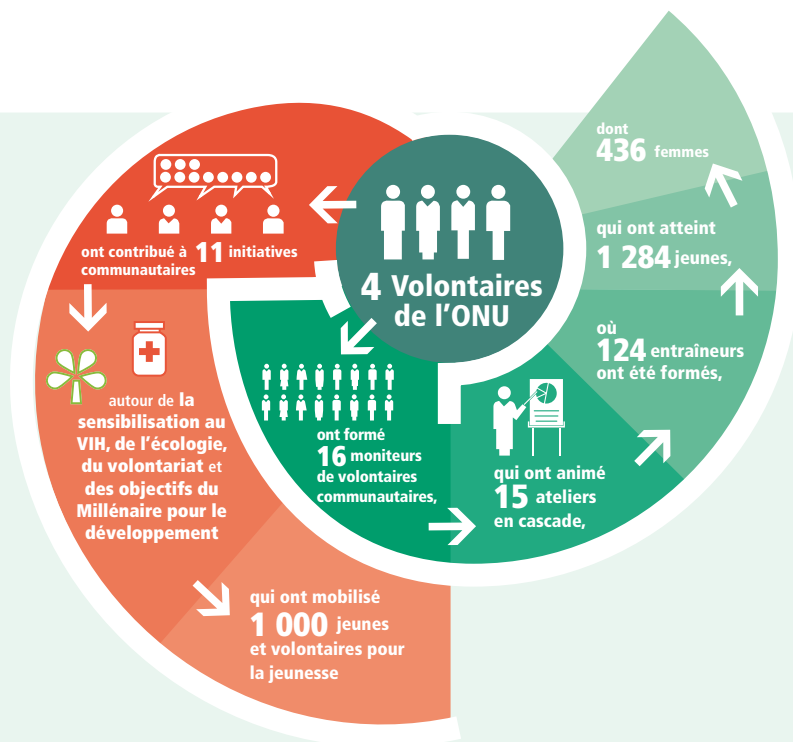 4 Volontaires
de l’ONU
ont contribué à 11 initiatives
communautaires
autour de la
sensibilisation au
VIH, de l’écologie,
du volontariat et
des objectifs du
Millénaire pour le
développement
qui ont mobilisé
1 000 jeunes
et volontaires pour
la jeunesse
ont formé
16 moniteurs
de volontaires
communautaires,
qui ont animé
15 ateliers
en cascade,
où
124 entraîneurs
ont été formés,
qui ont atteint
1 284 jeunes,
dont
436 femmes